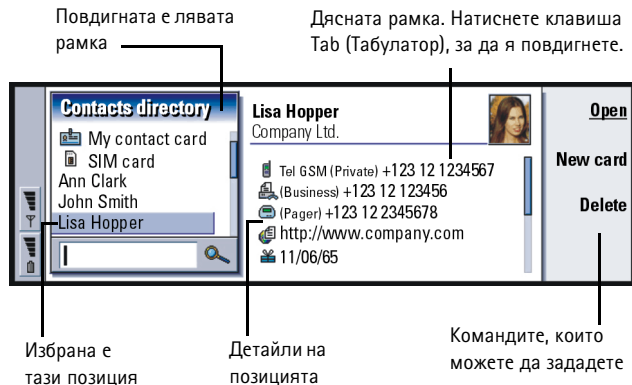 Повдигната е лявата
рамка
Дясната рамка. Натиснете клавиша
Tab (Табулатор), за да я повдигнете.
Contacts directory
My contact card
SIM card
Ann Clark
John Smith
Lisa Hopper
Lisa Hopper
Company Ltd.
Tel GSM (Private) +123 12 1234567
(Business) +123 12 123456
(Pager) +123 12 2345678
http://www.company.com
11/06/65
Open
New card
Delete
Избрана е
тази позиция
Детайли на
позицията
Командите, които
можете да зададете